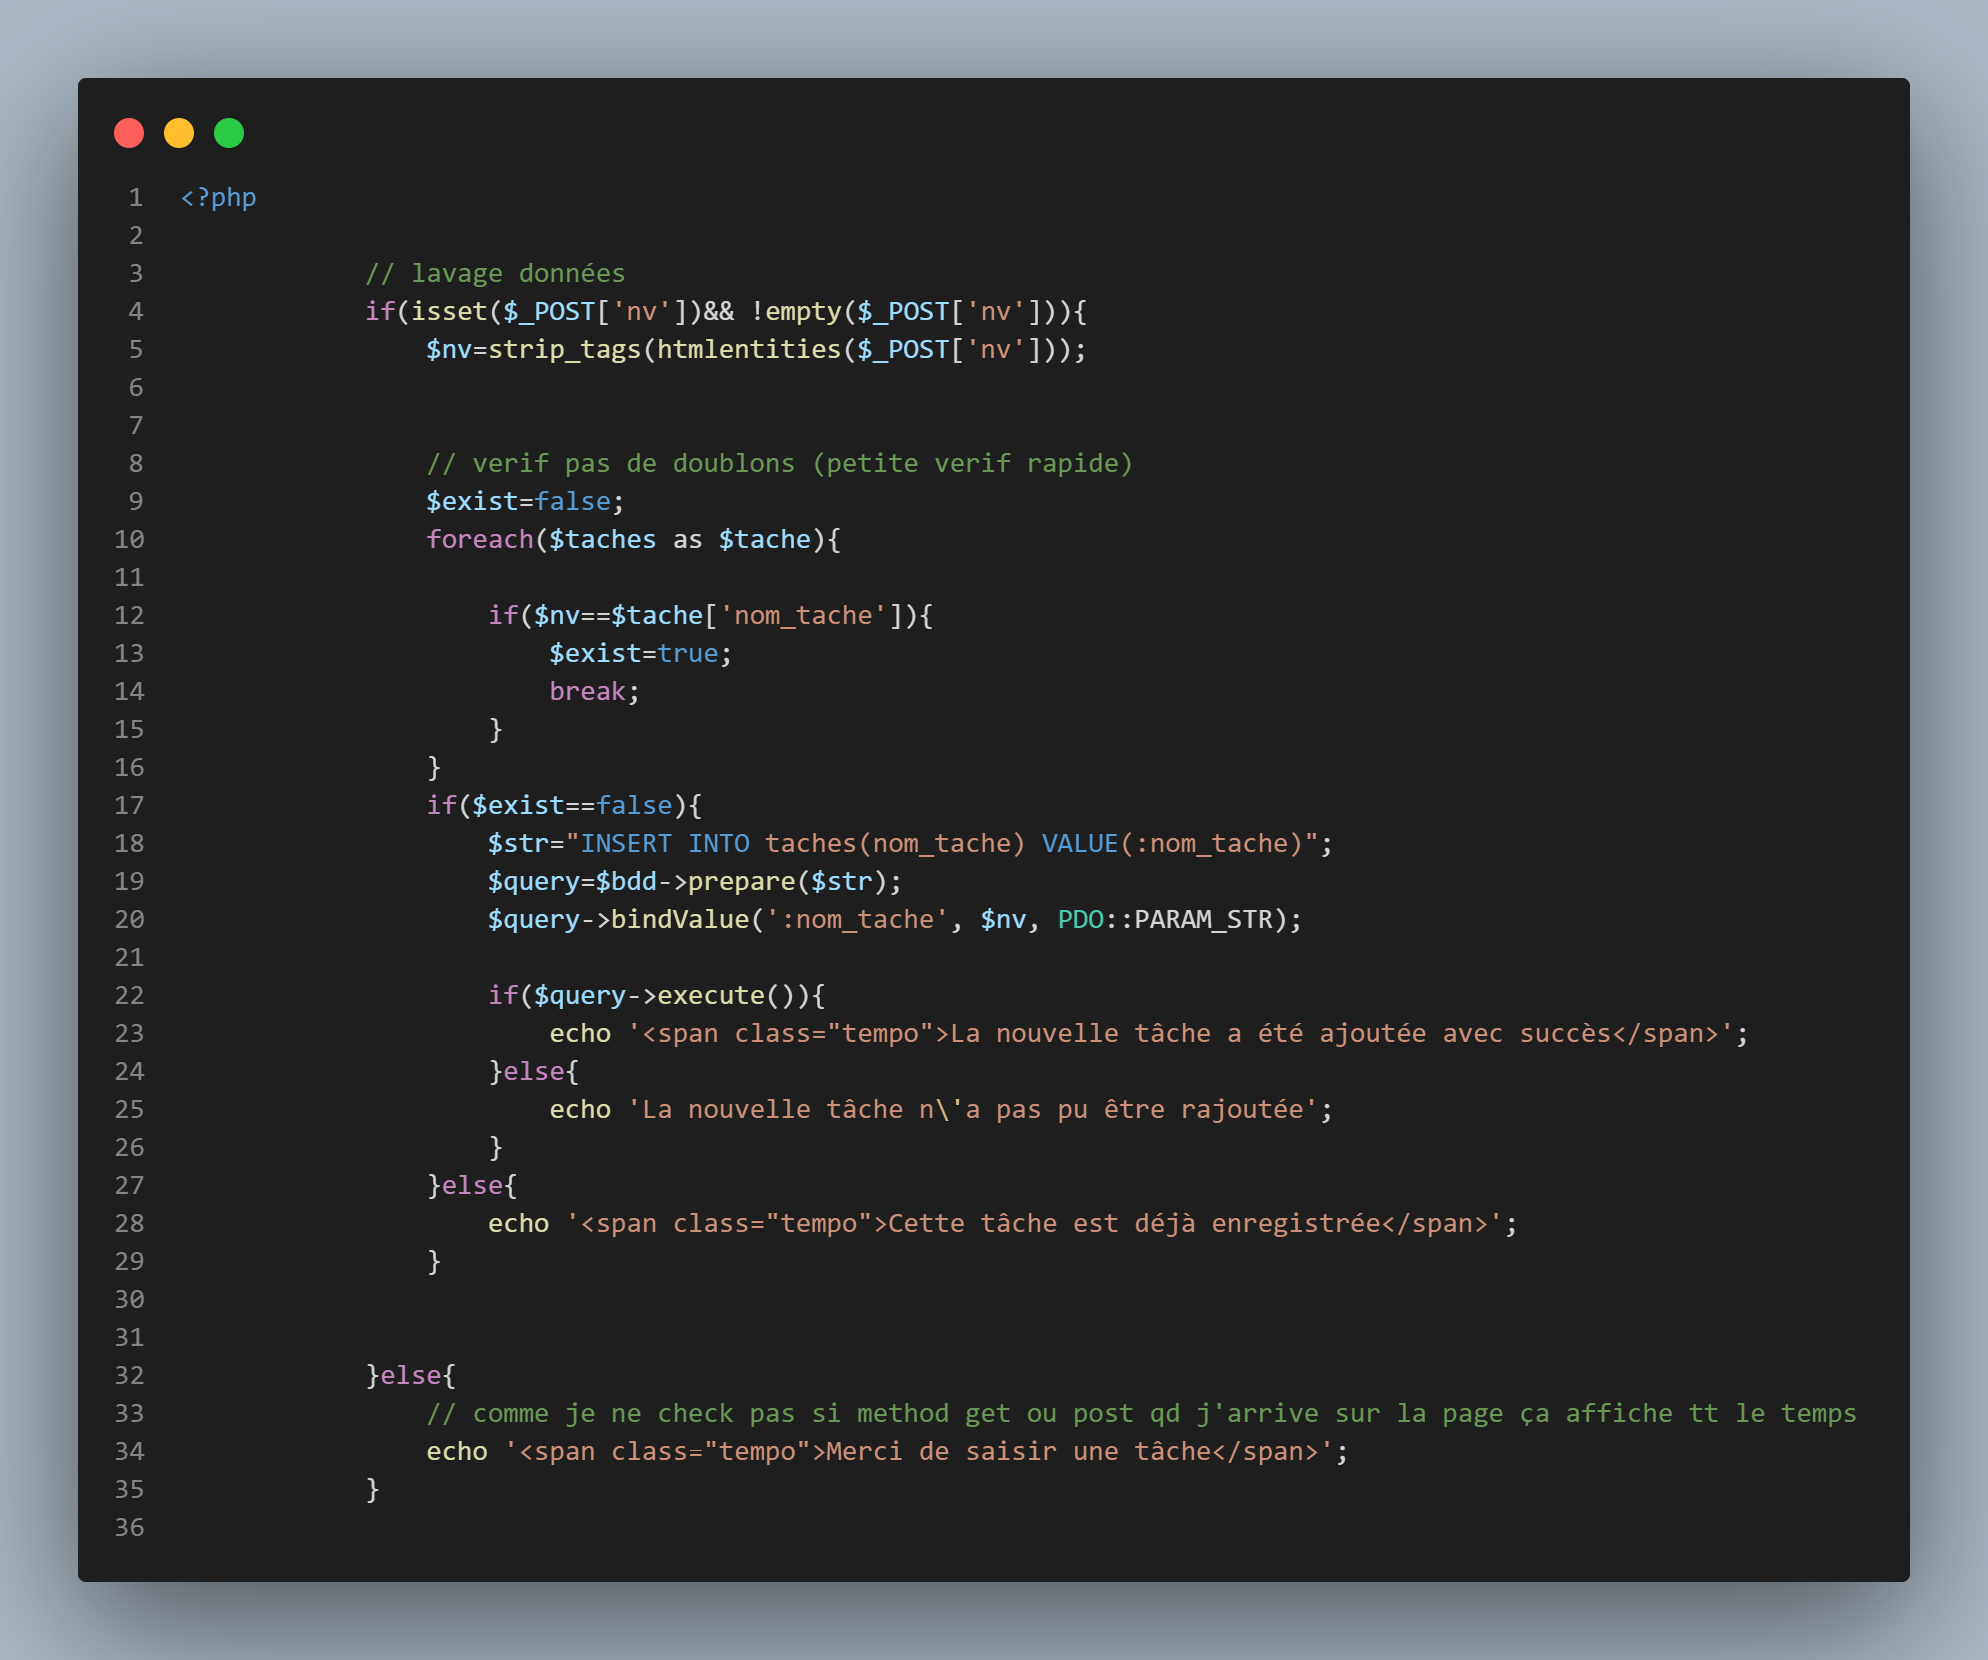 1 <?php
2
3 // lavage données
4 if(isset($_POST['nv'])&& !empty($_POST['nv'])){
5 $nv=strip_tags(htmlentities($_POST['nv']));
6
7
8 // verif pas de doublons (petite verif rapide)
9 $exist=false;
10 foreach($taches as $tache){
11
12 if($nv==$tache['nom_tache']){
13 $exist=true;
14 break;
15 }
16 }
17 if($exist==false){
18 $str="INSERT INTO taches(nom_tache) VALUE(:nom_tache)";
19 $query=$bdd->prepare($str);
20 $query->bindValue(':nom_tache', $nv, PDO::PARAM_STR);
21
22 if($query->execute()){
23 echo '<span class="tempo">La nouvelle tâche a été ajoutée avec succès</span>';
24 }else{
25 echo 'La nouvelle tâche n\'a pas pu être rajoutée';
26 }
27 }else{
28 echo '<span class="tempo">Cette tâche est déjà enregistrée</span>';
29 }
30
31
32 }else{
33 // comme je ne check pas si method get ou post qd j'arrive sur la page ça affiche tt le temps
34 echo '<span class="tempo">Merci de saisir une tâche</span>';
35 }
36